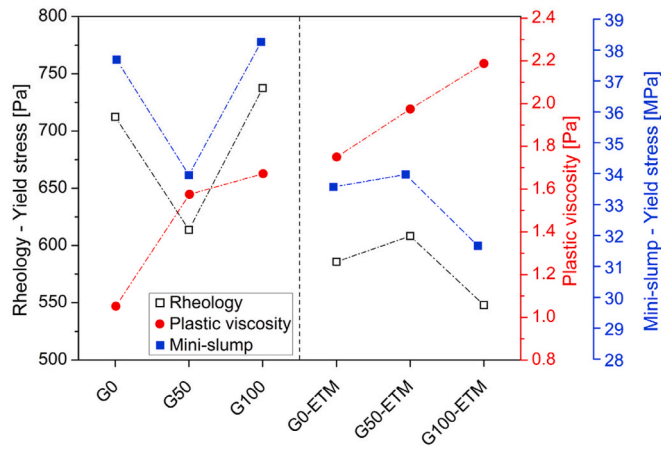 Rheology - Yield stress [Pa]
800
750
700
650
600
550
500
Rheology
Plastic viscosity
Mini-slump
G0
G50
G100
G0-ETM
G50-ETM
G100-ETM
2.4
2.2
2.0
1.8
1.6
1.4
1.2
1.0
0.8
Plastic viscosity [Pa]
39
38
37
36
35
34
33
32
31
30
29
28
Mini-slump - Yield stress [MPa]